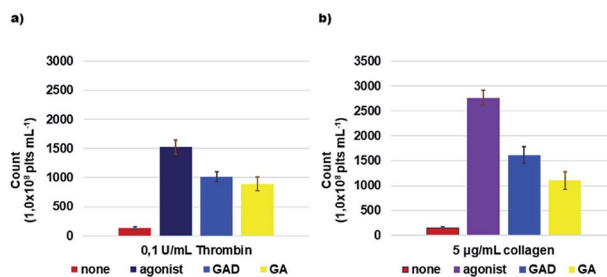 a)
3000
2500
2000
1500
1000
500
0
Count
(1,0x10⁸ plts mL⁻¹)
0,1 U/mL Thrombin
none agonist GAD GA
b)
3500
3000
2500
2000
1500
1000
500
0
Count
(1,0x10⁸ plts mL⁻¹)
5 µg/mL collagen
none agonist GAD GA